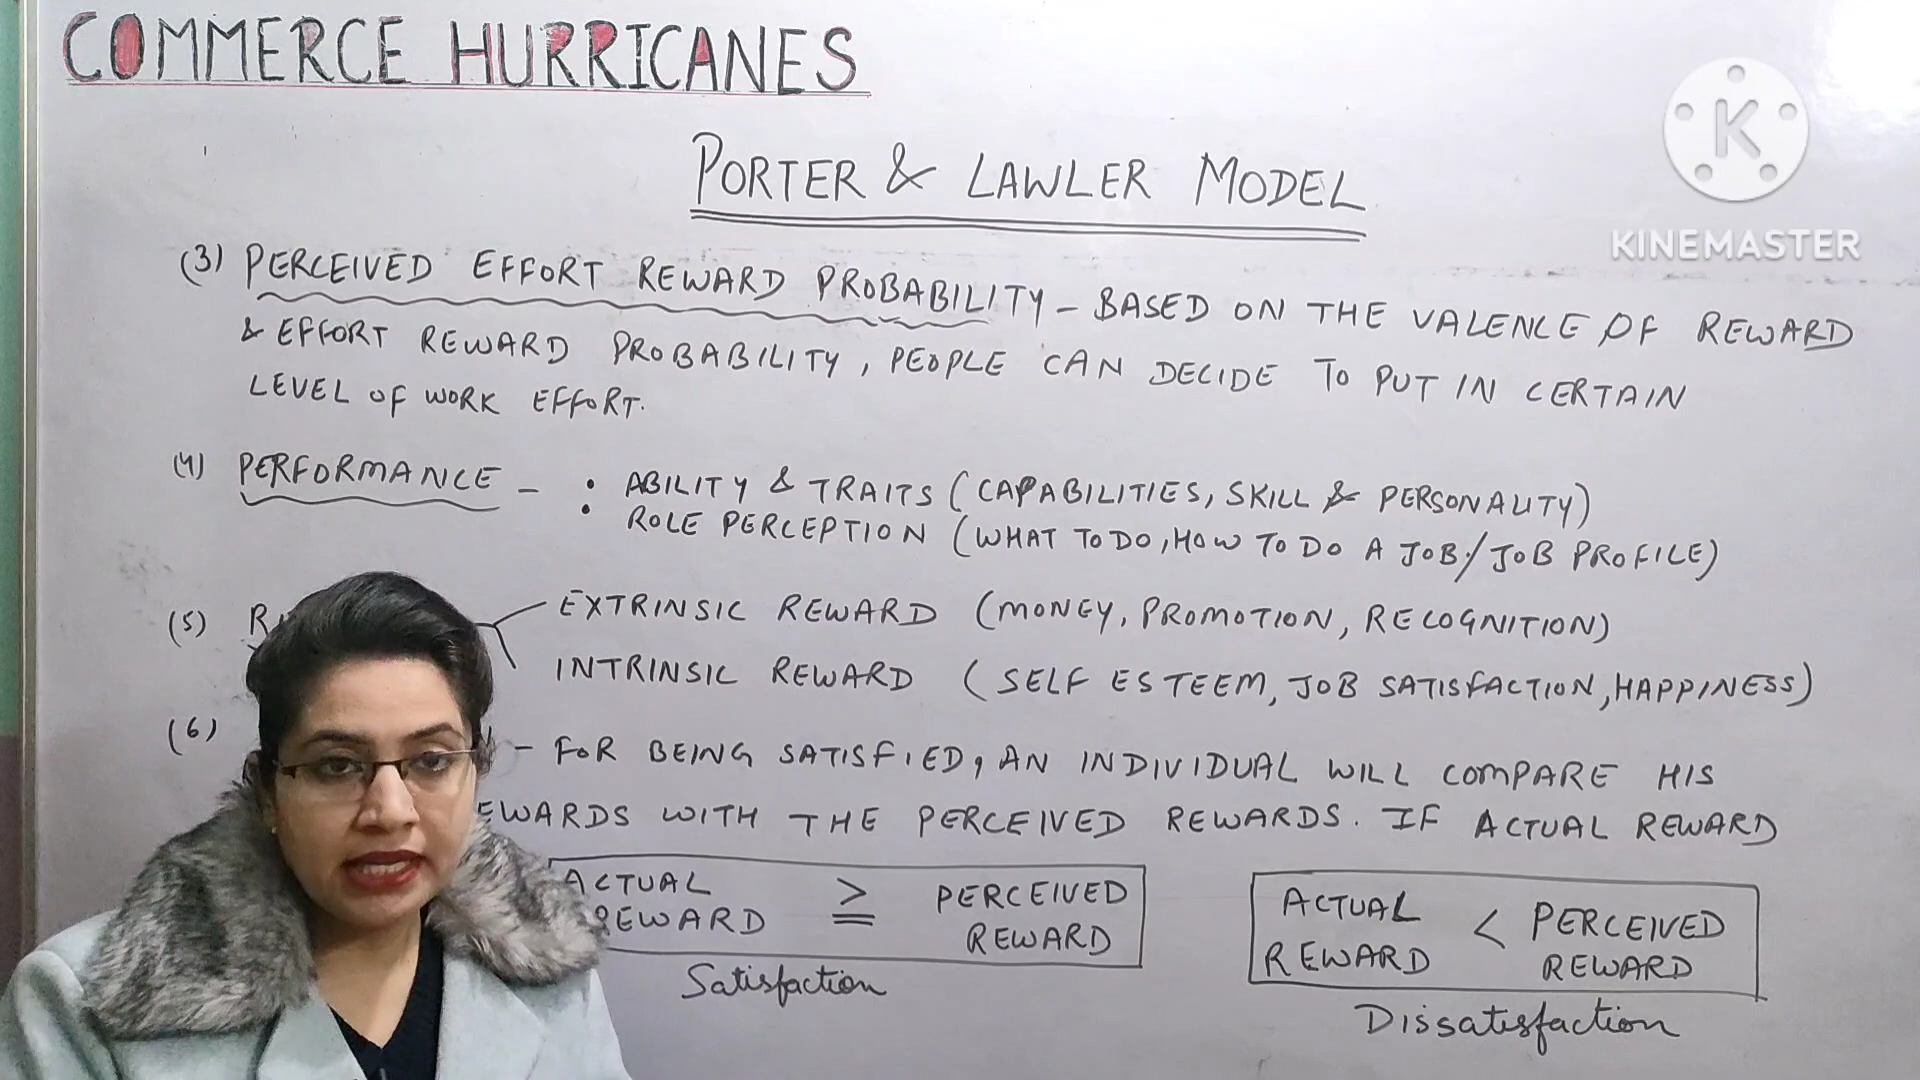 COMMERCE HURRICANES
K
KINEMASTER
PORTER & LAWLER MODEL
(3) PERCEIVED EFFORT REWARD PROBABILITY - BASED ON THE VALENCE OF REWARD
& EFFORT REWARD PROBABILITY, PEOPLE CAN DECIDE TO PUT IN CERTAIN
LEVEL OF WORK EFFORT.
(4) PERFORMANCE - • ABILITY & TRAITS (CAPABILITIES, SKILL & PERSONALITY)
• ROLE PERCEPTION (WHAT TO DO, HOW TO DO A JOB/JOB PROFILE)
(5) EXTRINSIC REWARD (MONEY, PROMOTION, RECOGNITION)
INTRINSIC REWARD (SELF ESTEEM, JOB SATISFACTION, HAPPINESS)
(6) - FOR BEING SATISFIED, AN INDIVIDUAL WILL COMPARE HIS
EWARDS WITH THE PERCEIVED REWARDS. IF ACTUAL REWARD
ACTUAL REWARD ≥ PERCEIVED REWARD
Satisfaction
ACTUAL REWARD < PERCEIVED REWARD
Dissatisfaction